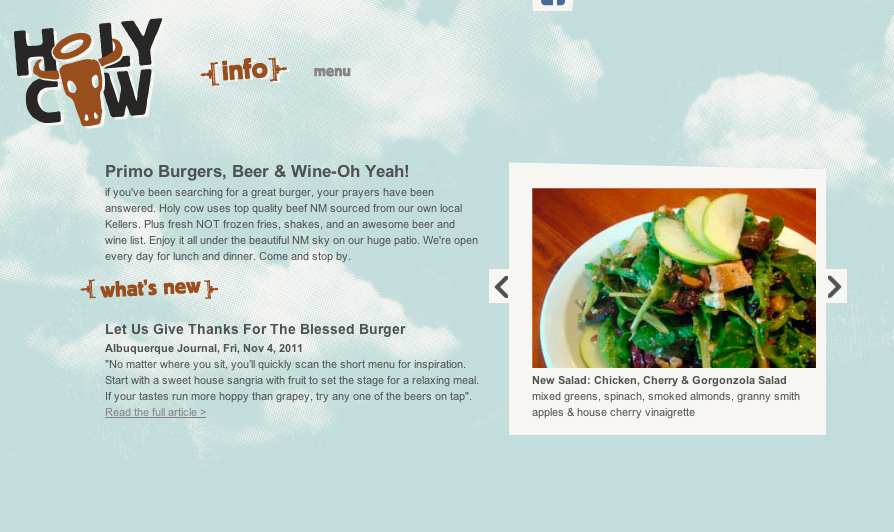 HOLY
COW
info
menu
Primo Burgers, Beer & Wine-Oh Yeah!
if you've been searching for a great burger, your prayers have been
answered. Holy cow uses top quality beef NM sourced from our own local
Kellers. Plus fresh NOT frozen fries, shakes, and an awesome beer and
wine list. Enjoy it all under the beautiful NM sky on our huge patio. We're open
every day for lunch and dinner. Come and stop by.
what's new
Let Us Give Thanks For The Blessed Burger
Albuquerque Journal, Fri, Nov 4, 2011
"No matter where you sit, you'll quickly scan the short menu for inspiration.
Start with a sweet house sangria with fruit to set the stage for a relaxing meal.
If your tastes run more hoppy than grapey, try any one of the beers on tap".
Read the full article >
New Salad: Chicken, Cherry & Gorgonzola Salad
mixed greens, spinach, smoked almonds, granny smith
apples & house cherry vinaigrette